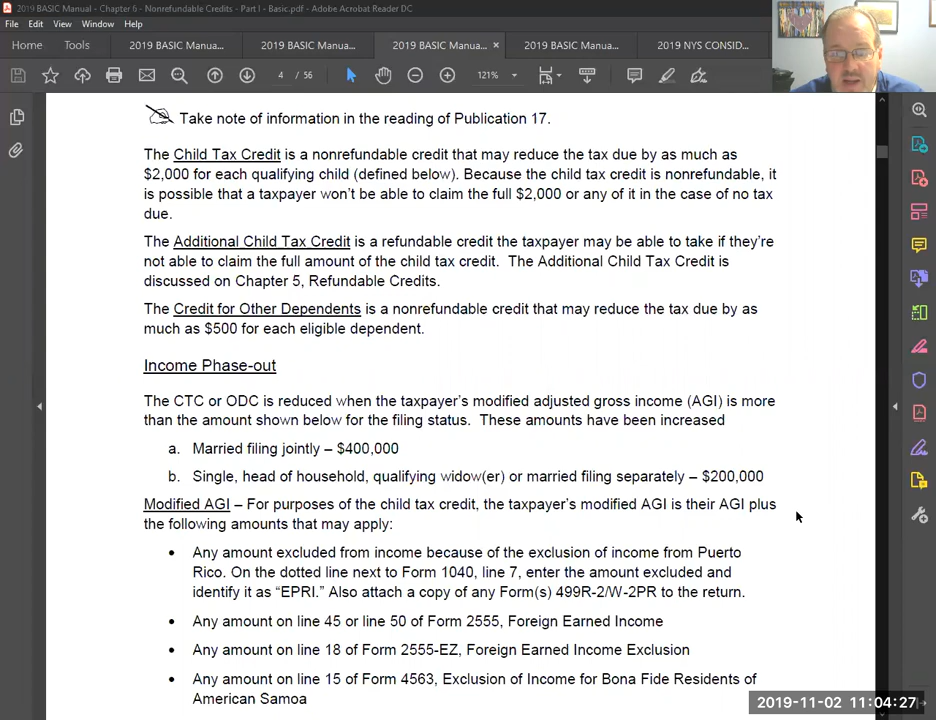 2019 BASIC Manual - Chapter 6 - Nonrefundable Credits - Part I - Basic.pdf - Adobe Acrobat Reader DC
File Edit View Window Help
Home Tools 2019 BASIC Manua... 2019 BASIC Manua... 2019 BASIC Manua... × 2019 BASIC Manua... 2019 NYS CONSID...
4 / 56 121%
Take note of information in the reading of Publication 17.
The Child Tax Credit is a nonrefundable credit that may reduce the tax due by as much as
$2,000 for each qualifying child (defined below). Because the child tax credit is nonrefundable, it
is possible that a taxpayer won't be able to claim the full $2,000 or any of it in the case of no tax
due.
The Additional Child Tax Credit is a refundable credit the taxpayer may be able to take if they're
not able to claim the full amount of the child tax credit. The Additional Child Tax Credit is
discussed on Chapter 5, Refundable Credits.
The Credit for Other Dependents is a nonrefundable credit that may reduce the tax due by as
much as $500 for each eligible dependent.
Income Phase-out
The CTC or ODC is reduced when the taxpayer's modified adjusted gross income (AGI) is more
than the amount shown below for the filing status. These amounts have been increased
a. Married filing jointly – $400,000
b. Single, head of household, qualifying widow(er) or married filing separately – $200,000
Modified AGI – For purposes of the child tax credit, the taxpayer's modified AGI is their AGI plus
the following amounts that may apply:
• Any amount excluded from income because of the exclusion of income from Puerto
Rico. On the dotted line next to Form 1040, line 7, enter the amount excluded and
identify it as “EPRI.” Also attach a copy of any Form(s) 499R-2/W-2PR to the return.
• Any amount on line 45 or line 50 of Form 2555, Foreign Earned Income
• Any amount on line 18 of Form 2555-EZ, Foreign Earned Income Exclusion
• Any amount on line 15 of Form 4563, Exclusion of Income for Bona Fide Residents of
American Samoa
2019-11-02 11:04:27